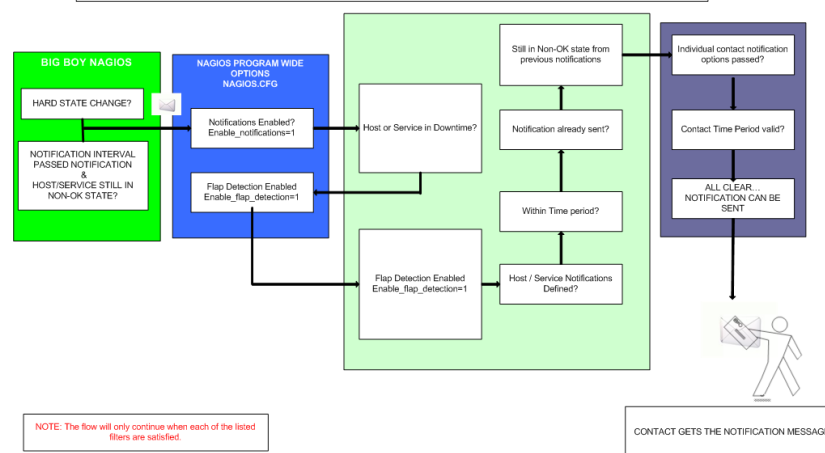 BIG BOY NAGIOS
HARD STATE CHANGE?
NOTIFICATION INTERVAL
PASSED NOTIFICATION
&
HOST/SERVICE STILL IN
NON-OK STATE?
NAGIOS PROGRAM WIDE
OPTIONS
NAGIOS.CFG
Notifications Enabled?
Enable_notifications=1
Flap Detection Enabled
Enable_flap_detection=1
Host or Service in Downtime?
Flap Detection Enabled
Enable_flap_detection=1
Host / Service Notifications
Defined?
Within Time period?
Notification already sent?
Still in Non-OK state from
previous notifications
Individual contact notification
options passed?
Contact Time Period valid?
ALL CLEAR...
NOTIFICATION CAN BE
SENT
NOTE: The flow will only continue when each of the listed
filters are satisfied.
CONTACT GETS THE NOTIFICATION MESSAGE